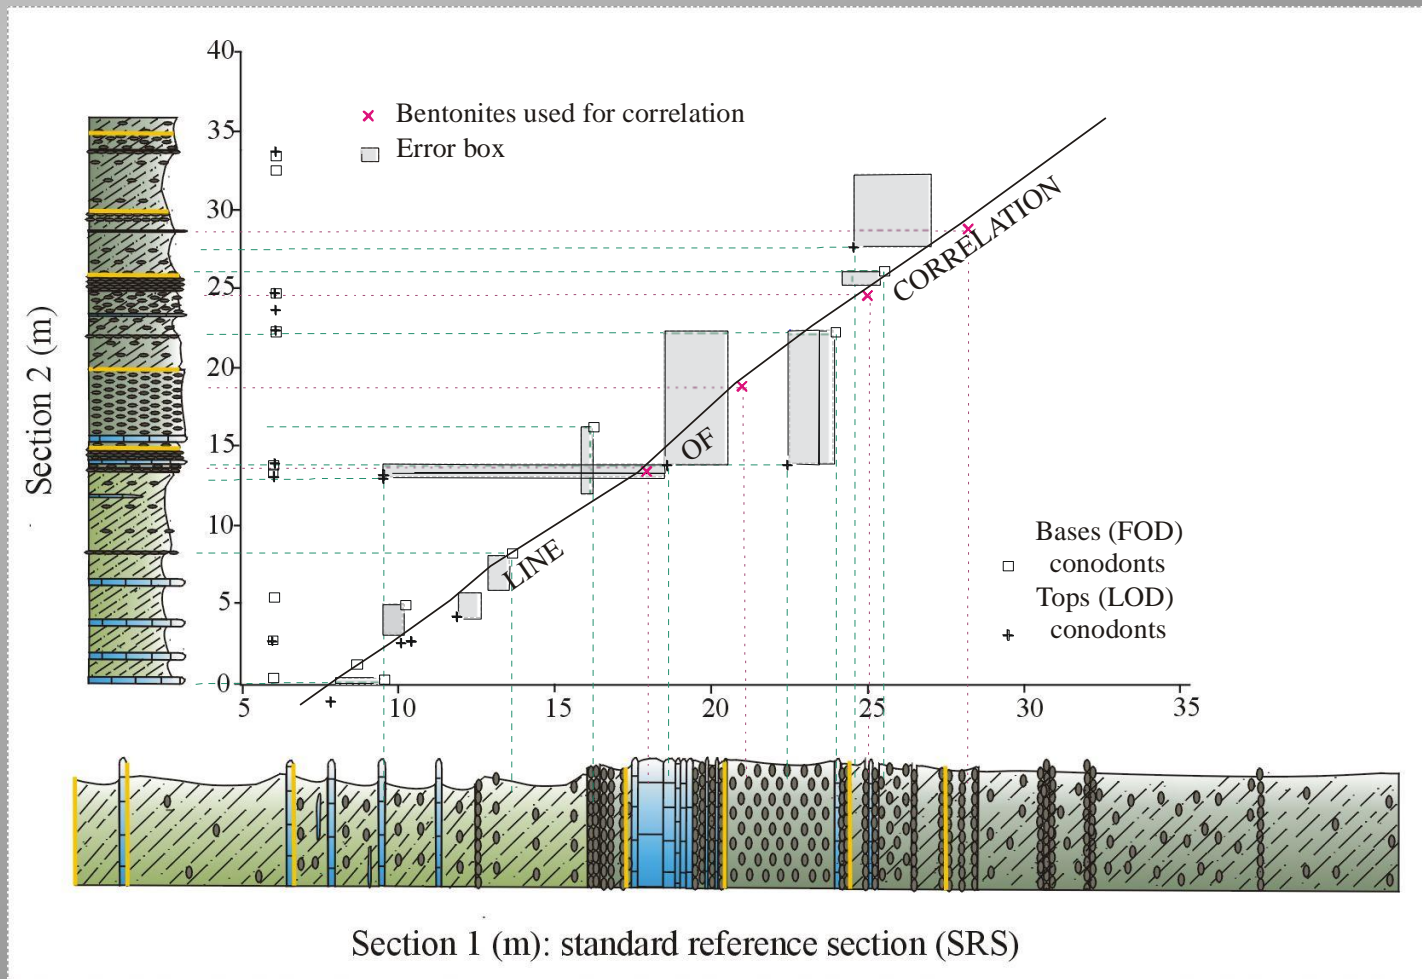 40
35
30
25
20
15
10
5
0
Section 2 (m)
Bentonites used for correlation
Error box
LINE OF CORRELATION
Bases (FOD)
conodonts
Tops (LOD)
conodonts
5 10 15 20 25 30 35
Section 1 (m): standard reference section (SRS)